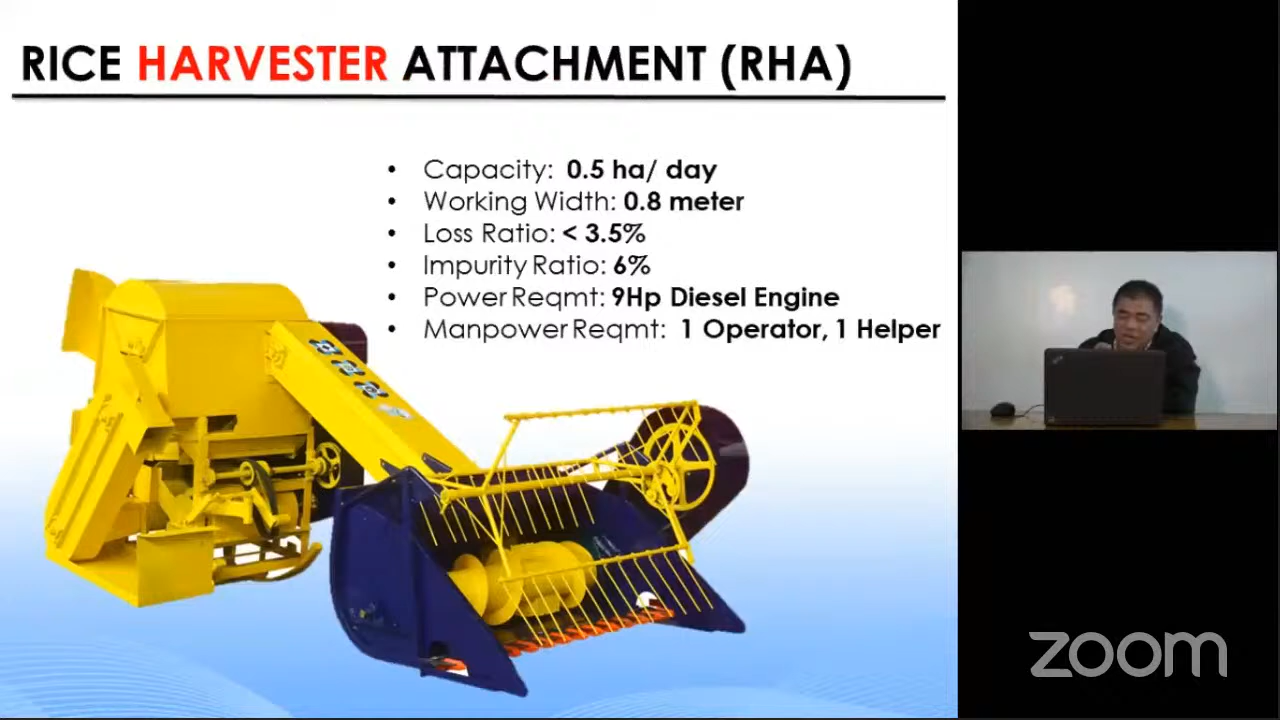 RICE HARVESTER ATTACHMENT (RHA)
• Capacity: 0.5 ha/ day
• Working Width: 0.8 meter
• Loss Ratio: < 3.5%
• Impurity Ratio: 6%
• Power Reqmt: 9Hp Diesel Engine
• Manpower Reqmt: 1 Operator, 1 Helper
zoom